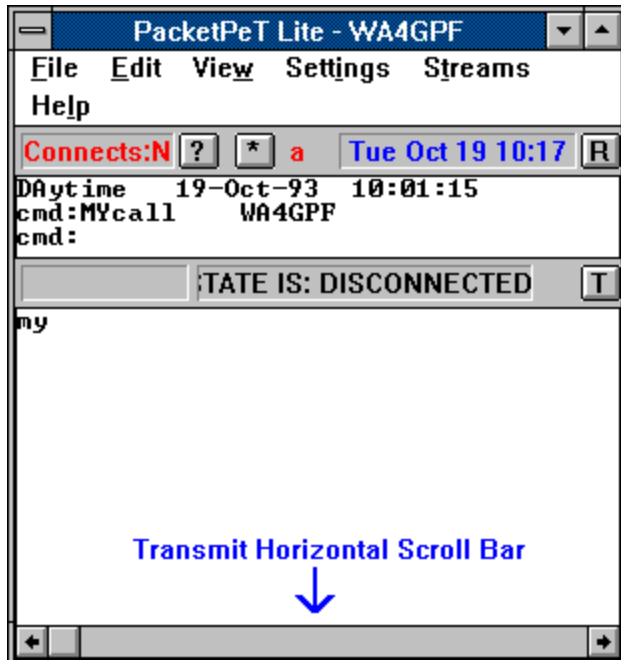 PacketPeT Lite - WA4GPF
File Edit View Settings Streams
Help
Connects:N ? * a Tue Oct 19 10:17 R
DAytime 19-Oct-93 10:01:15
cmd:MYcall WA4GPF
cmd:
TATE IS: DISCONNECTED T
my
Transmit Horizontal Scroll Bar